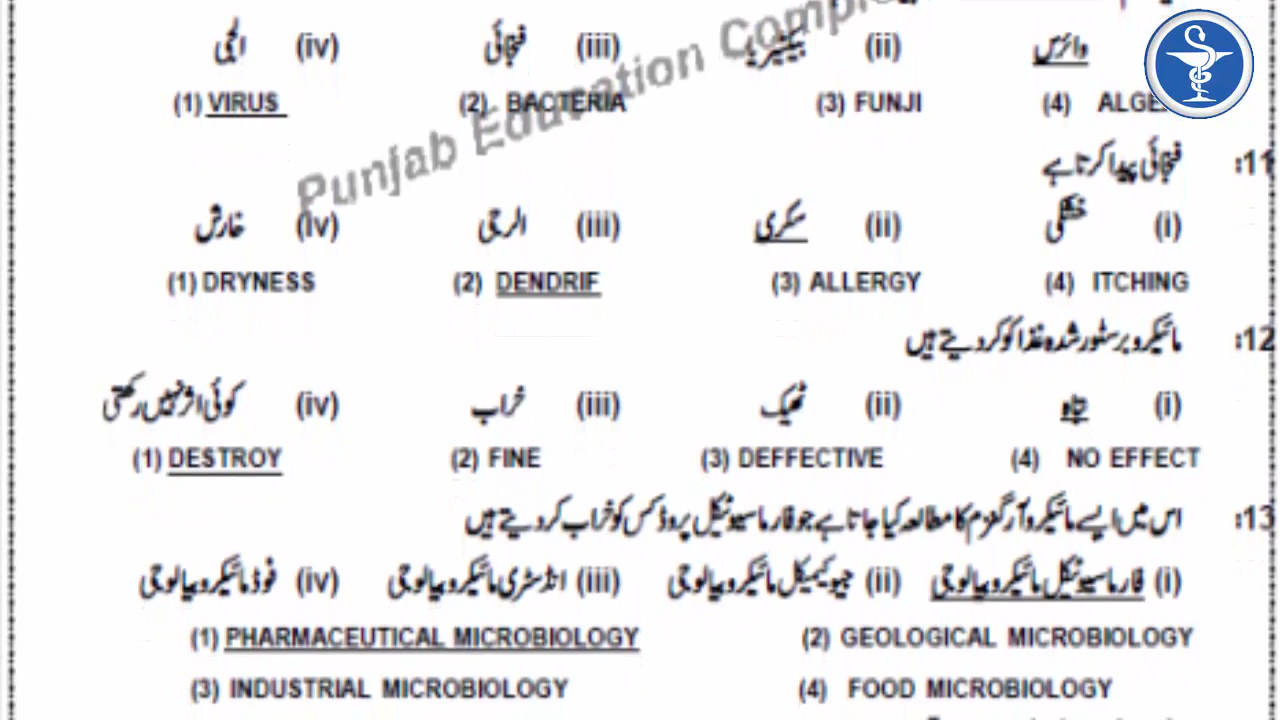 وائرس (ii) بیکٹیریا (iii) فنجائی (iv) الجی
(1) VIRUS (2) BACTERIA (3) FUNJI (4) ALGE
Punjab Education Comple
11: فنجائی پیدا کرتا ہے
(i) خشکی (ii) سکری (iii) الرجی (iv) خارش
(1) DRYNESS (2) DENDRIF (3) ALLERGY (4) ITCHING
12: مائیکروبز سٹور شدہ غذا کو کر دیتے ہیں
(i) تباہ (ii) ٹھیک (iii) خراب (iv) کوئی اثر نہیں رکھتی
(1) DESTROY (2) FINE (3) DEFFECTIVE (4) NO EFFECT
13: اس میں ایسے مائیکرو آرگنزم کا مطالعہ کیا جاتا ہے جو فارماسیوٹیکل پروڈکس کو خراب کر دیتے ہیں
(i) فارماسیوٹیکل مائیکروبیالوجی (ii) جیوکیمیکل مائیکروبیالوجی (iii) انڈسٹری مائیکروبیالوجی (iv) فوڈ مائیکروبیالوجی
(1) PHARMACEUTICAL MICROBIOLOGY (2) GEOLOGICAL MICROBIOLOGY
(3) INDUSTRIAL MICROBIOLOGY (4) FOOD MICROBIOLOGY